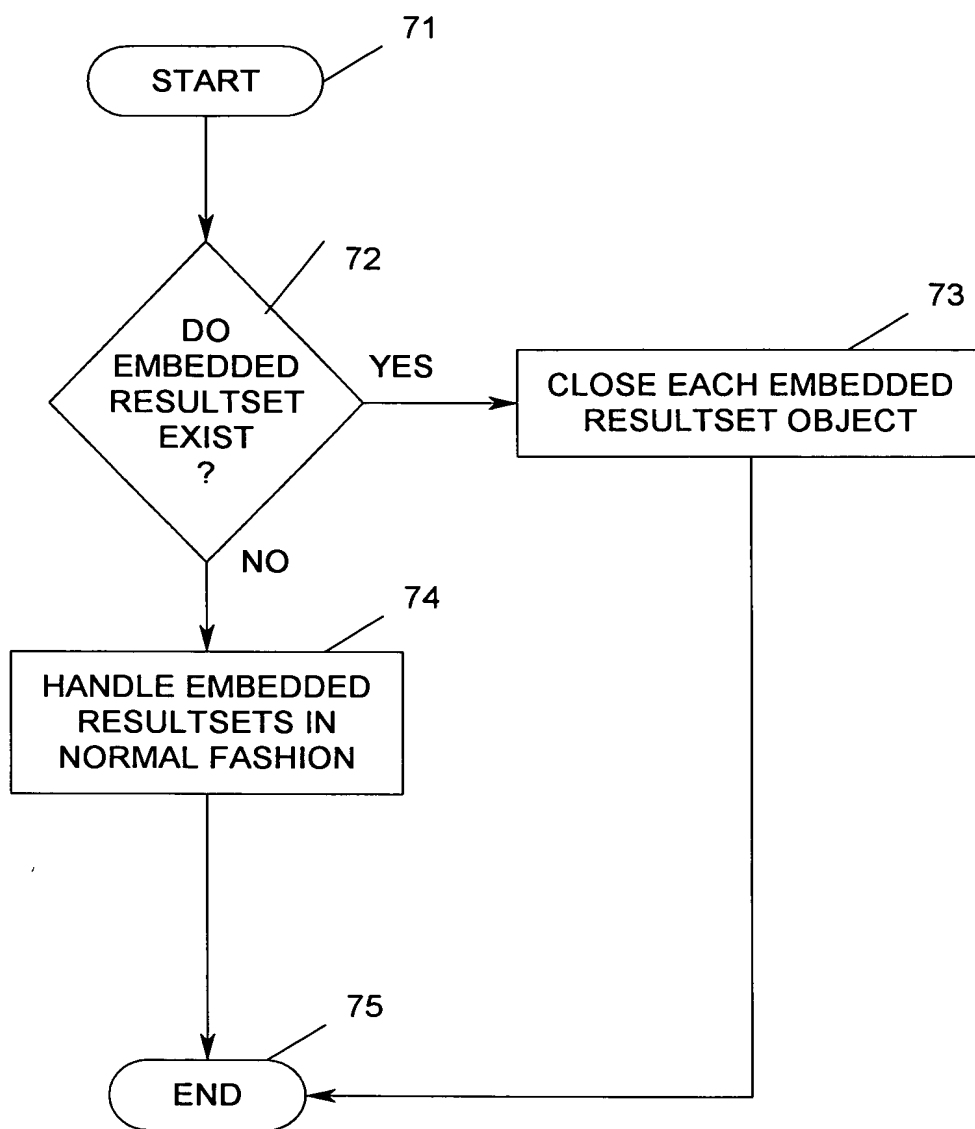 71
START
72
DO
EMBEDDED
RESULTSET
EXIST
?
YES
73
CLOSE EACH EMBEDDED
RESULTSET OBJECT
NO
74
HANDLE EMBEDDED
RESULTSETS IN
NORMAL FASHION
75
END